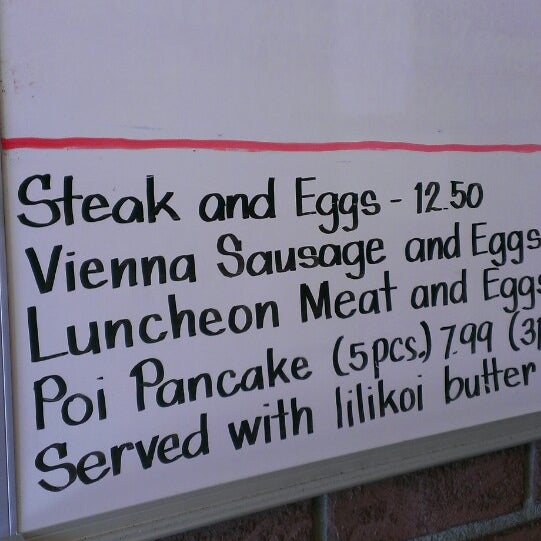 Steak and Eggs - 12.50
Vienna Sausage and Eggs
Luncheon Meat and Eggs
Poi Pancake (5pcs.) 7.99 (3
Served with lilikoi butter